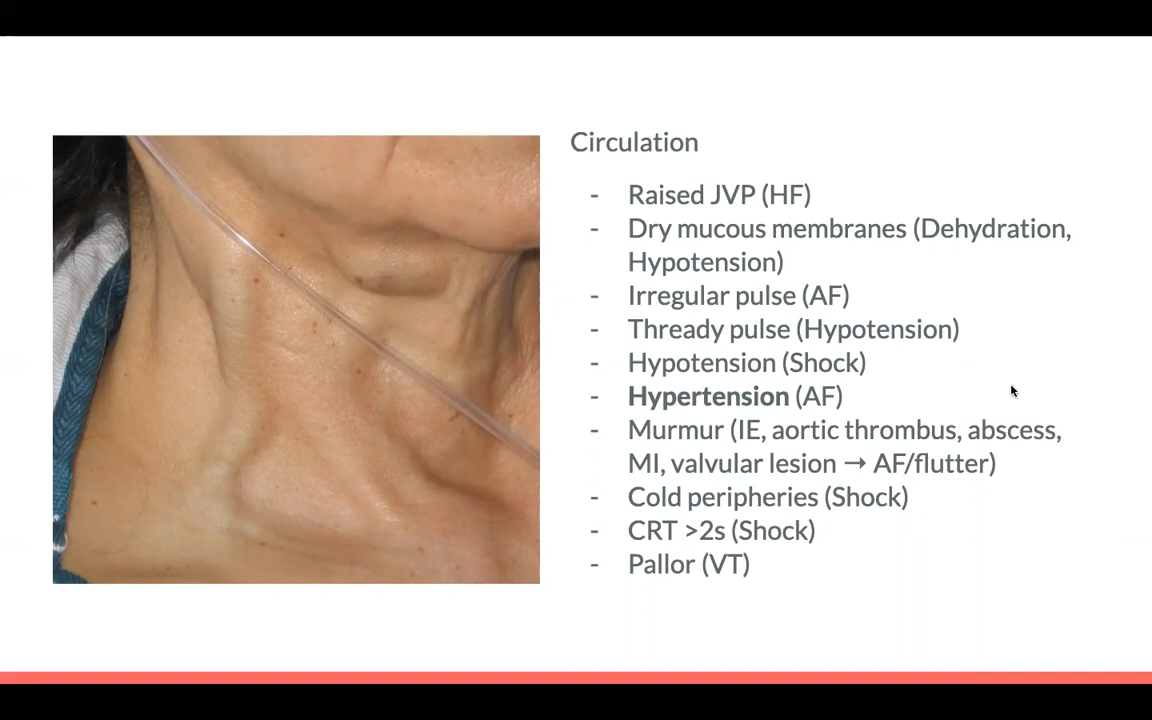 Circulation
- Raised JVP (HF)
- Dry mucous membranes (Dehydration,
Hypotension)
- Irregular pulse (AF)
- Thready pulse (Hypotension)
- Hypotension (Shock)
- Hypertension (AF)
- Murmur (IE, aortic thrombus, abscess,
MI, valvular lesion → AF/flutter)
- Cold peripheries (Shock)
- CRT >2s (Shock)
- Pallor (VT)